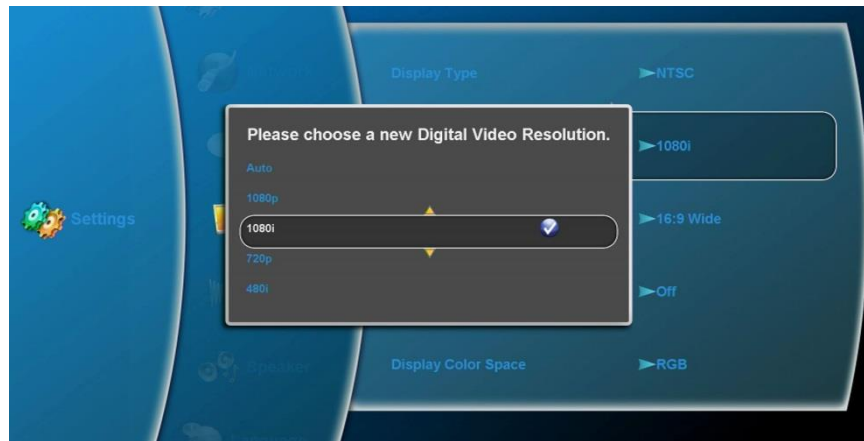 Display Type
NTSC
Please choose a new Digital Video Resolution.
Auto
1080p
1080i
720p
480i
1080i
Settings
16:9 Wide
Off
Speaker
Display Color Space
RGB